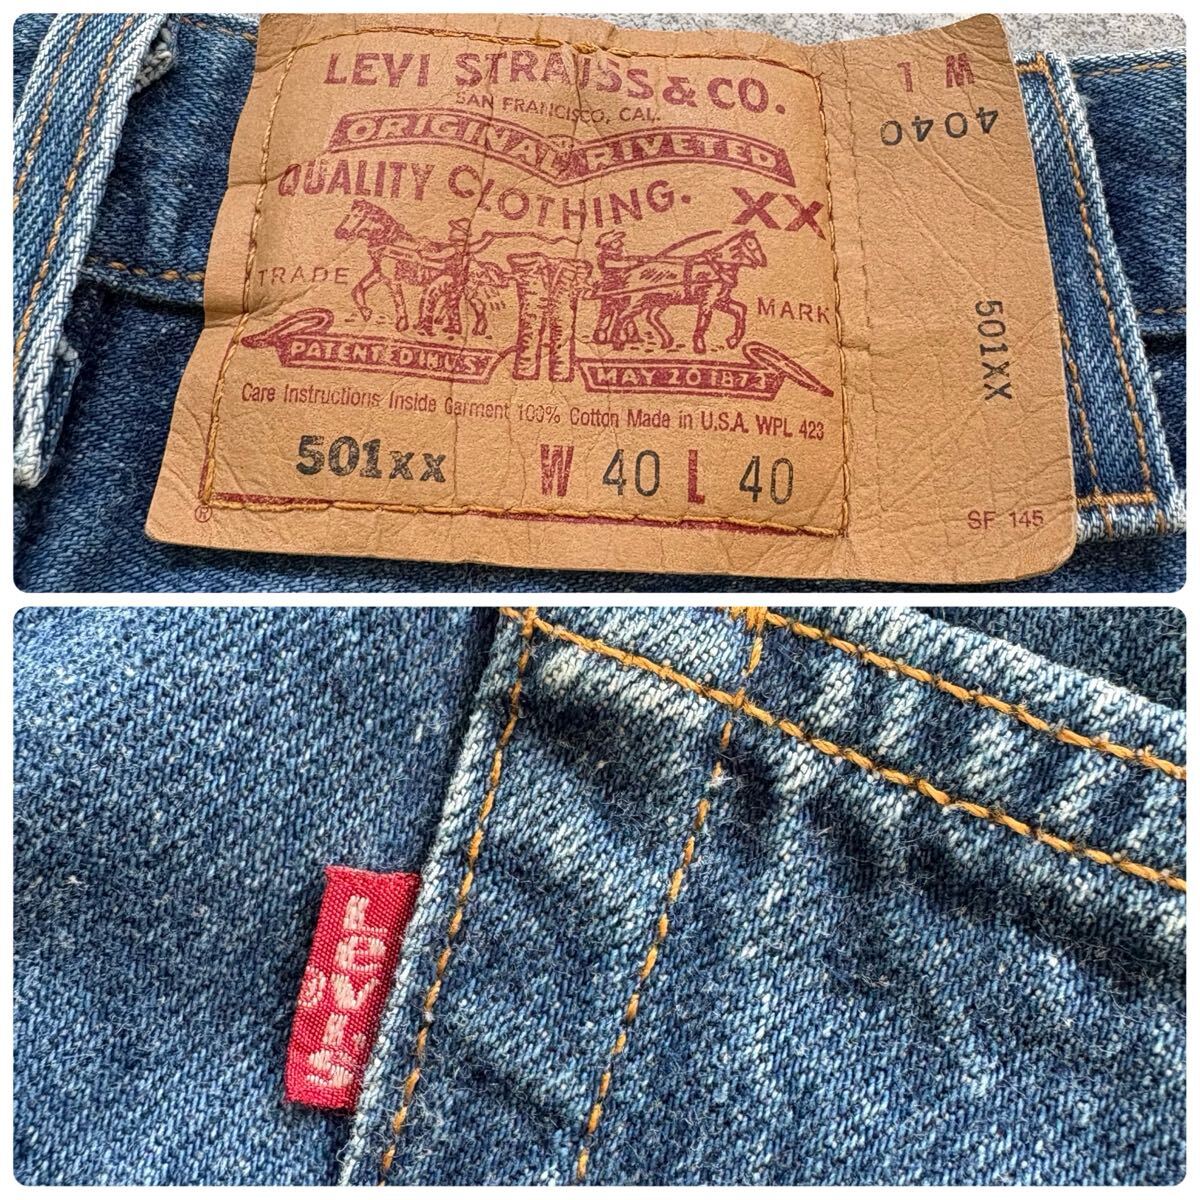 LEVI STRAUSS & CO.
SAN FRANCISCO, CAL.
ORIGINAL RIVETED
QUALITY CLOTHING.
XX
TRADE MARK
PATENTED IN U.S.
MAY 20 1873
Care Instructions Inside Garment 100% Cotton Made in U.S.A. WPL 423
501xx W 40 L 40
®
W L
4040
501XX
SF 145
Levi's
®